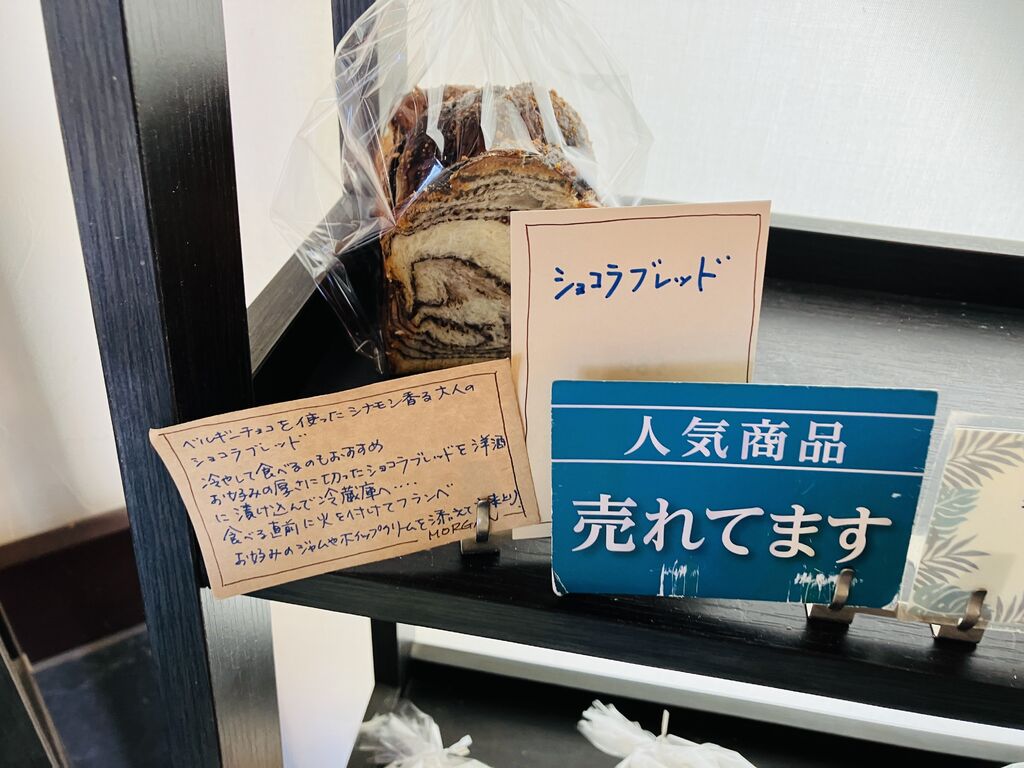 ショコラブレッド
ベルギーチョコを使ったシナモン香る大人の
ショコラブレッド
冷やして食べるのもおすすめ
お好みの厚さに切ったショコラブレッドを洋酒
に漬け込んで冷蔵庫へ....
食べる直前に火を付けてフランベ
お好みのジャムやホイップクリームを添えて
MORGA
人気商品
売れてます